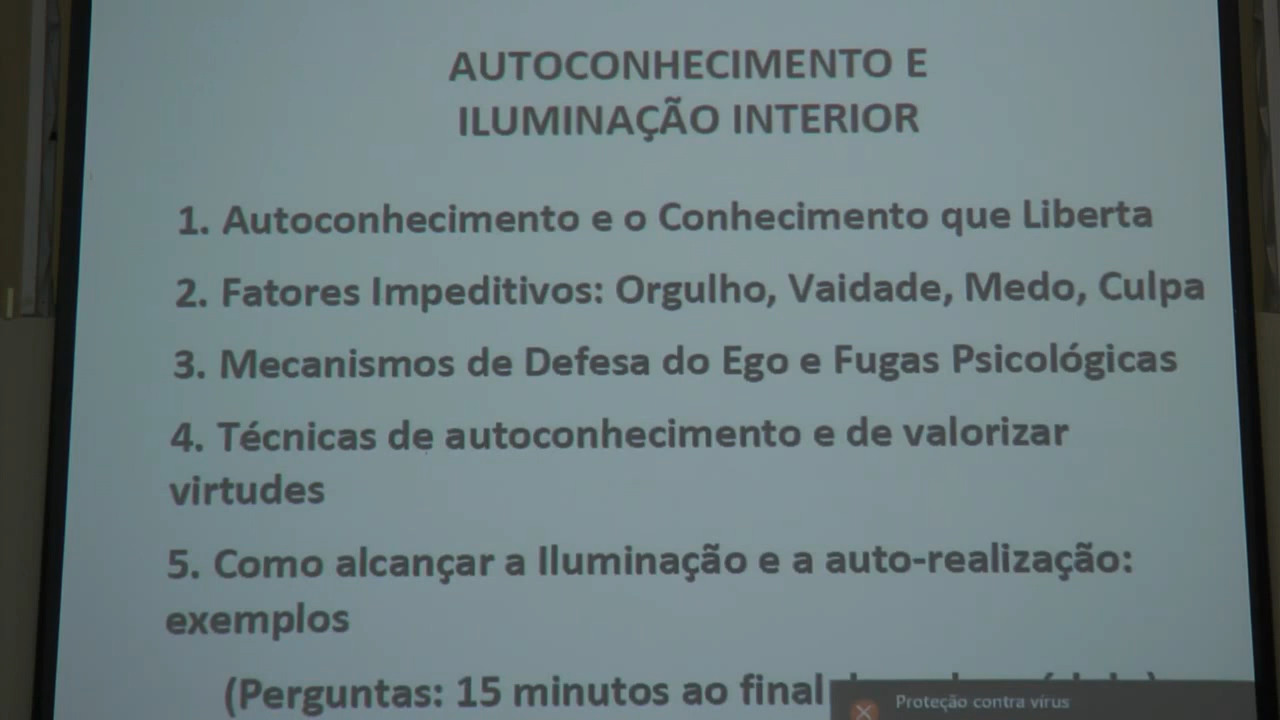 AUTOCONHECIMENTO E
ILUMINAÇÃO INTERIOR
1. Autoconhecimento e o Conhecimento que Liberta
2. Fatores Impeditivos: Orgulho, Vaidade, Medo, Culpa
3. Mecanismos de Defesa do Ego e Fugas Psicológicas
4. Técnicas de autoconhecimento e de valorizar
virtudes
5. Como alcançar a Iluminação e a auto-realização:
exemplos
(Perguntas: 15 minutos ao final
Proteção contra vírus